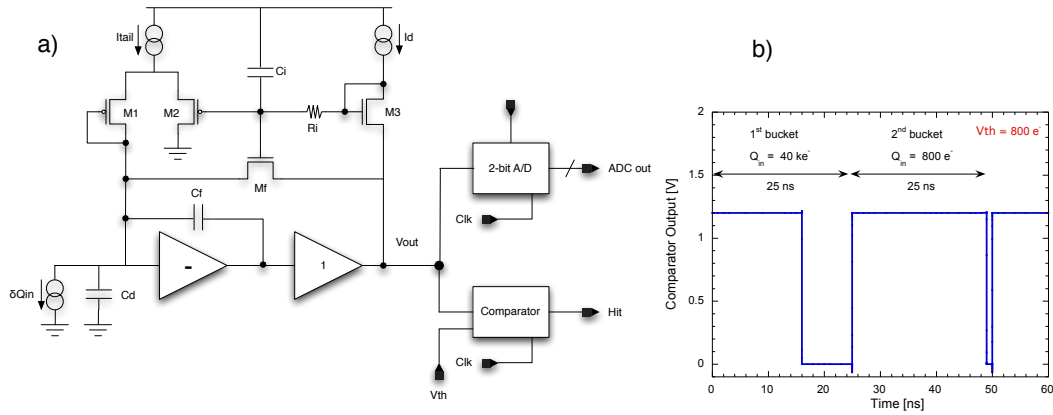 a)
Itail
Id
Ci
M1
M2
M3
Ri
Mf
Cf
2-bit A/D
ADC out
Clk
Vout
-
1
δQin
Cd
Comparator
Hit
Clk
Vth
b)
Comparator Output [V]
2
1.5
1
0.5
0
1st bucket
Qin = 40 ke-
25 ns
2nd bucket
Qin = 800 e-
25 ns
Vth = 800 e-
0 10 20 30 40 50 60
Time [ns]